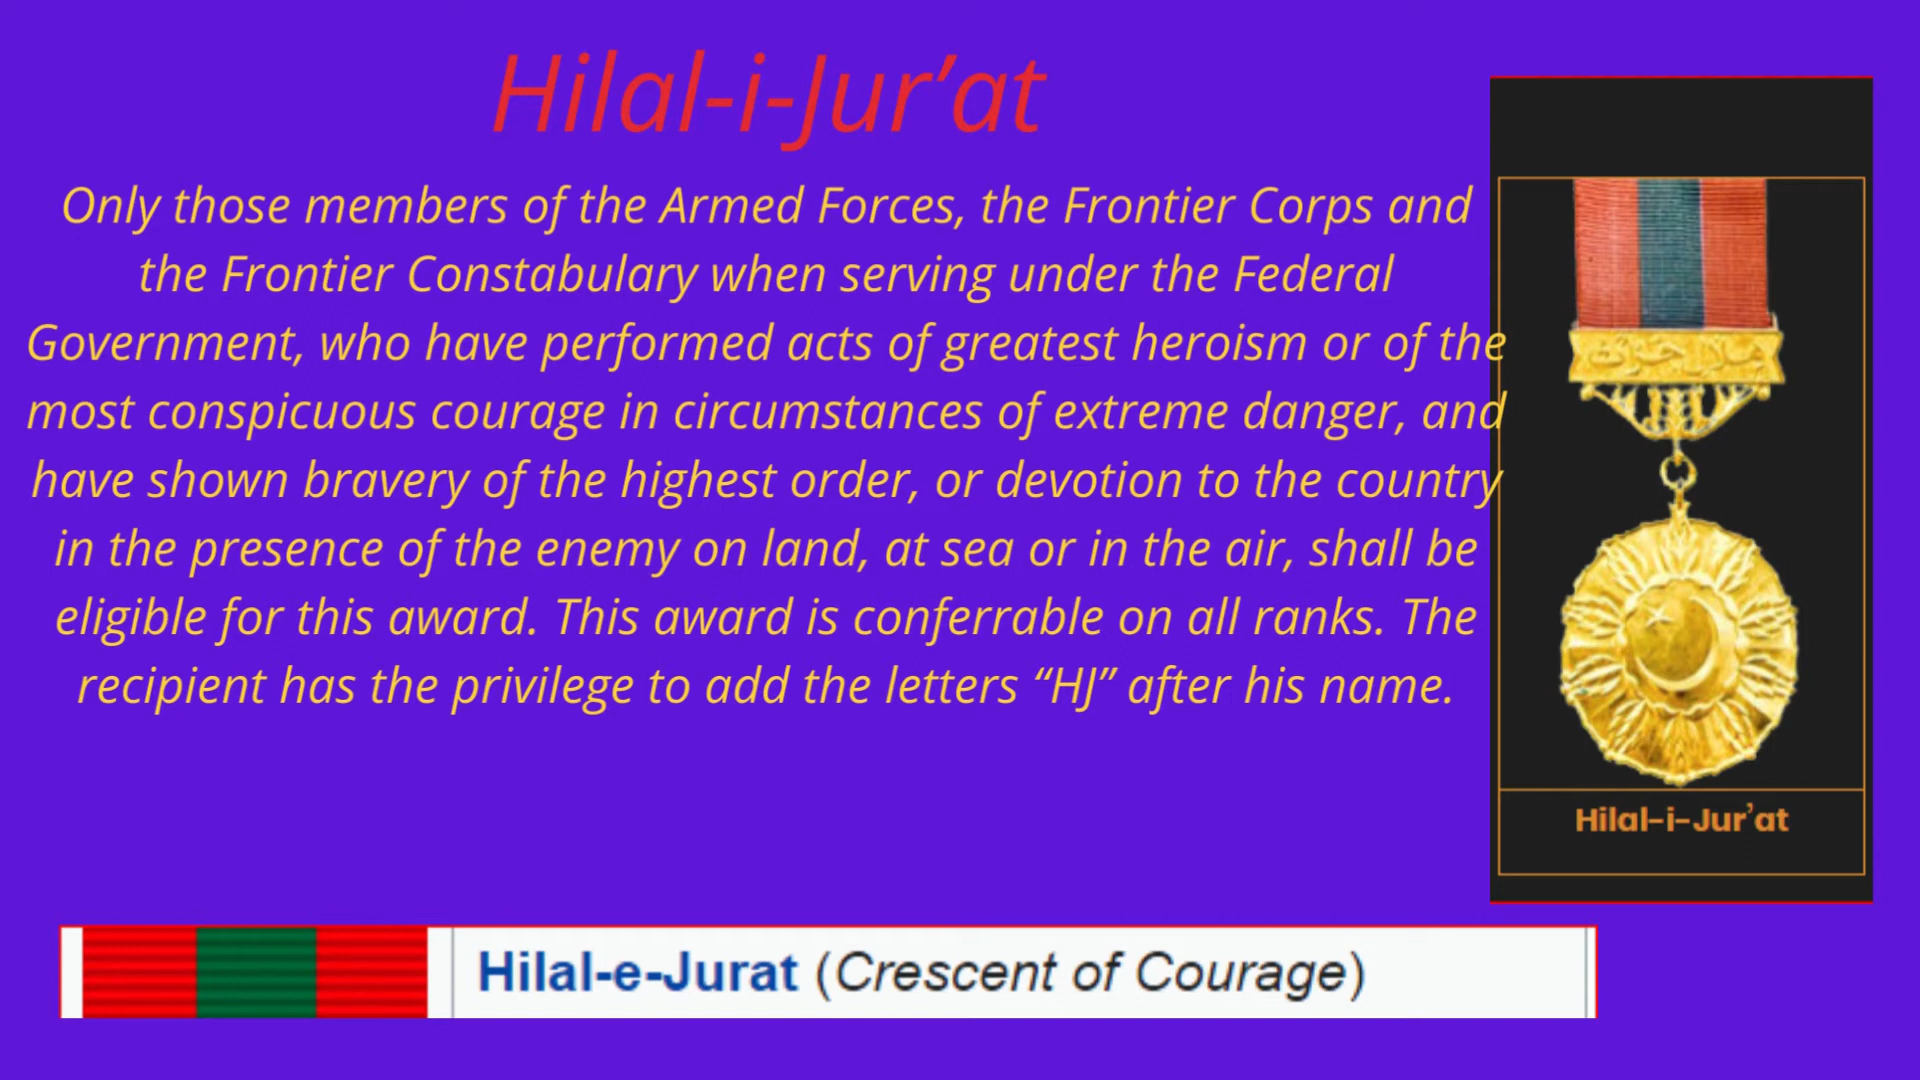 Hilal-i-Jur’at
Only those members of the Armed Forces, the Frontier Corps and
the Frontier Constabulary when serving under the Federal
Government, who have performed acts of greatest heroism or of the
most conspicuous courage in circumstances of extreme danger, and
have shown bravery of the highest order, or devotion to the country
in the presence of the enemy on land, at sea or in the air, shall be
eligible for this award. This award is conferrable on all ranks. The
recipient has the privilege to add the letters “HJ” after his name.
ہلال جرات
Hilal-i-Jur’at
Hilal-e-Jurat (Crescent of Courage)